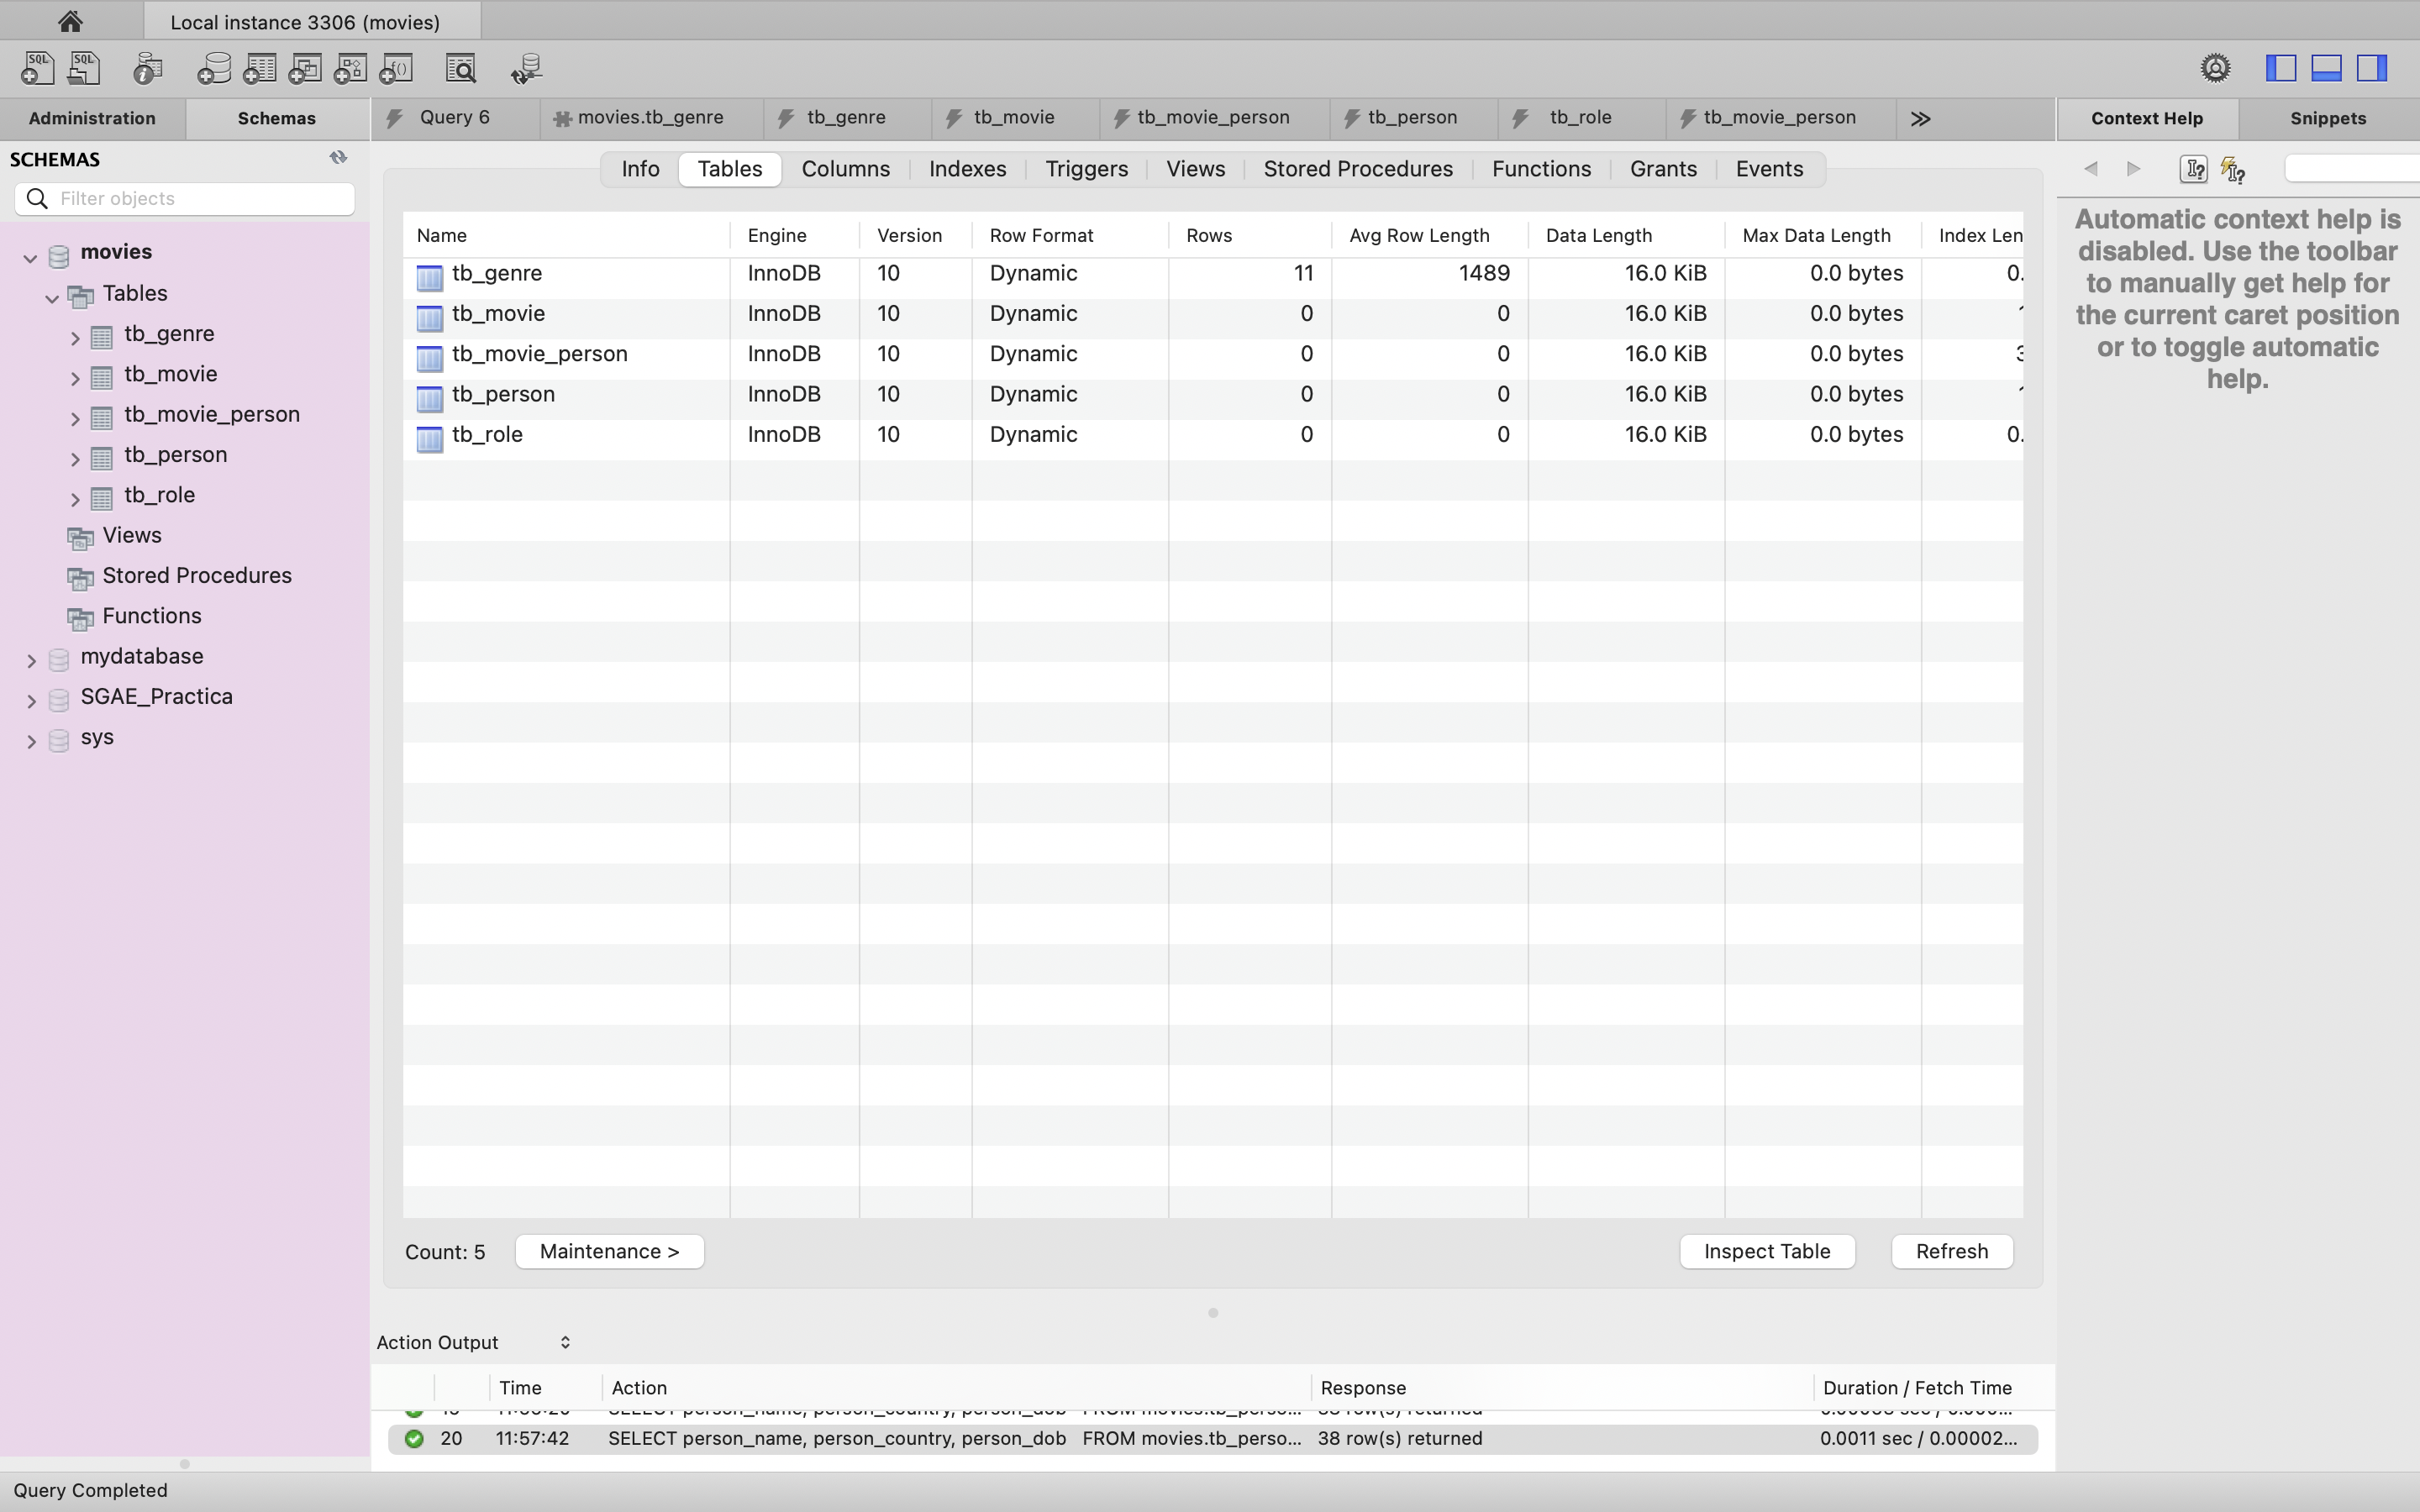 Local instance 3306 (movies)
SQL SQL
Administration Schemas Query 6 movies.tb_genre tb_genre tb_movie tb_movie_person tb_person tb_role tb_movie_person Context Help Snippets
SCHEMAS
Filter objects
movies
Tables
tb_genre
tb_movie
tb_movie_person
tb_person
tb_role
Views
Stored Procedures
Functions
mydatabase
SGAE_Practica
sys
Info Tables Columns Indexes Triggers Views Stored Procedures Functions Grants Events
Name Engine Version Row Format Rows Avg Row Length Data Length Max Data Length Index Len
tb_genre InnoDB 10 Dynamic 11 1489 16.0 KiB 0.0 bytes 0.
tb_movie InnoDB 10 Dynamic 0 0 16.0 KiB 0.0 bytes
tb_movie_person InnoDB 10 Dynamic 0 0 16.0 KiB 0.0 bytes 3
tb_person InnoDB 10 Dynamic 0 0 16.0 KiB 0.0 bytes
tb_role InnoDB 10 Dynamic 0 0 16.0 KiB 0.0 bytes 0.
Count: 5 Maintenance > Inspect Table Refresh
Automatic context help is
disabled. Use the toolbar
to manually get help for
the current caret position
or to toggle automatic
help.
Action Output
Time Action Response Duration / Fetch Time
SELECT person_name, person_country, person_dob FROM movies.tb_perso... 38 row(s) returned
20 11:57:42 SELECT person_name, person_country, person_dob FROM movies.tb_perso... 38 row(s) returned 0.0011 sec / 0.00002...
Query Completed